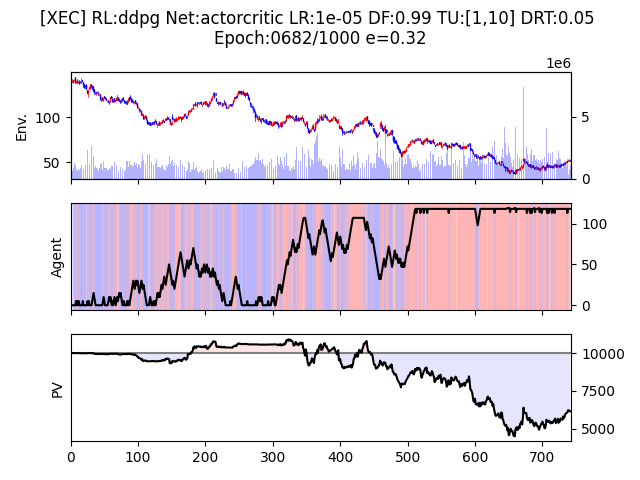 [XEC] RL:ddpg Net:actorcritic LR:1e-05 DF:0.99 TU:[1,10] DRT:0.05
Epoch:0682/1000 e=0.32
1e6
Env.
100
50
5
0
Agent
100
50
0
PV
10000
7500
5000
0 100 200 300 400 500 600 700